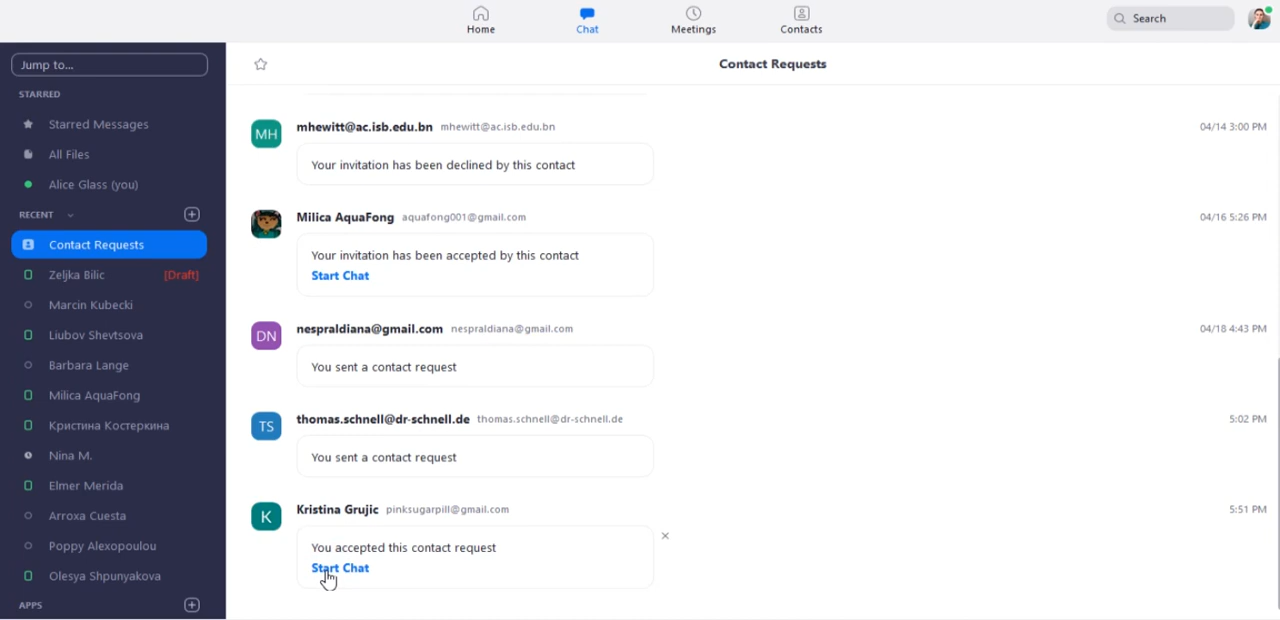 Home Chat Meetings Contacts Search
Jump to...
STARRED
Starred Messages
All Files
Alice Glass (you)
RECENT
Contact Requests
Zeljka Bilic [Draft]
Marcin Kubecki
Liubov Shevtsova
Barbara Lange
Milica AquaFong
Кристина Костеркина
Nina M.
Elmer Merida
Arroxa Cuesta
Poppy Alexopoulou
Olesya Shpunyakova
APPS
Contact Requests
MH mhewitt@ac.isb.edu.bn mhewitt@ac.isb.edu.bn 04/14 3:00 PM
Your invitation has been declined by this contact
Milica AquaFong aquafong001@gmail.com 04/16 5:26 PM
Your invitation has been accepted by this contact
Start Chat
DN nespraldiana@gmail.com nespraldiana@gmail.com 04/18 4:43 PM
You sent a contact request
TS thomas.schnell@dr-schnell.de thomas.schnell@dr-schnell.de 5:02 PM
You sent a contact request
K Kristina Grujic pinksugarpill@gmail.com 5:51 PM
You accepted this contact request
Start Chat